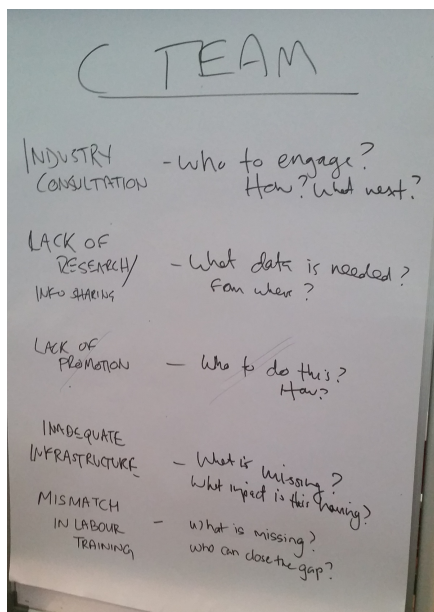 C TEAM
INDUSTRY CONSULTATION - Who to engage?
How? What next?
LACK OF RESEARCH/ INFO SHARING - What data is needed?
From where?
LACK OF PROMOTION - Who to do this?
How?
INADEQUATE INFRASTRUCTURE - What is missing?
What impact is this having?
MISMATCH IN LABOUR TRAINING - What is missing?
who can close the gap?